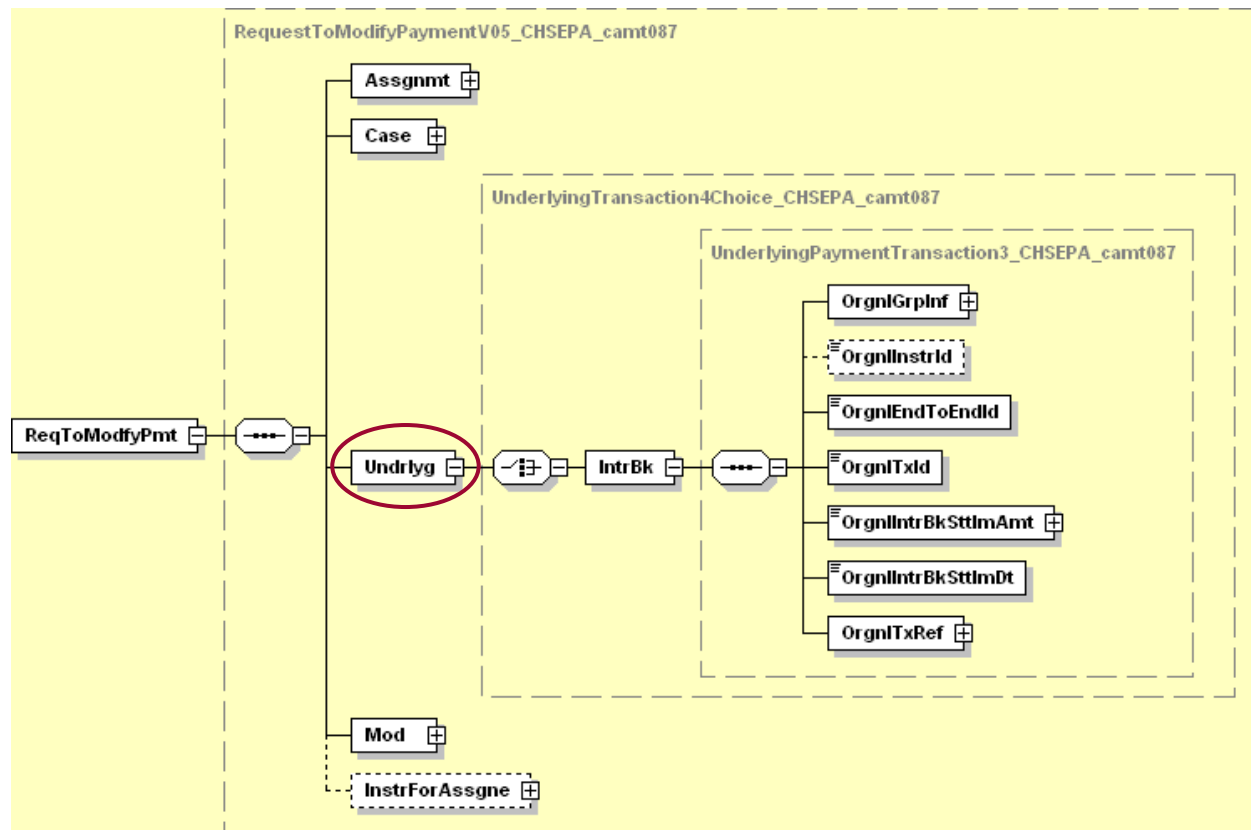 RequestToModifyPaymentV05_CHSEPA_camt087
Assgnmt
Case
UnderlyingTransaction4Choice_CHSEPA_camt087
UnderlyingPaymentTransaction3_CHSEPA_camt087
OrgnlGrpInf
OrgnlInstrId
OrgnlEndToEndId
ReqToModfyPmt
Undrlyg
IntrBk
OrgnlTxId
OrgnlIntrBkSttlmAmt
OrgnlIntrBkSttlmDt
OrgnlTxRef
Mod
InstrForAssgne